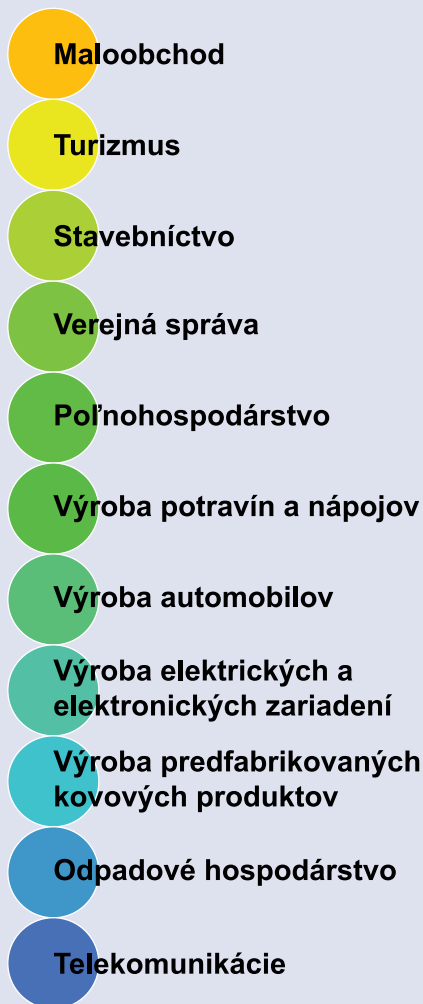 Maloobchod
Turizmus
Stavebníctvo
Verejná správa
Poľnohospodárstvo
Výroba potravín a nápojov
Výroba automobilov
Výroba elektrických a
elektronických zariadení
Výroba predfabrikovaných
kovových produktov
Odpadové hospodárstvo
Telekomunikácie